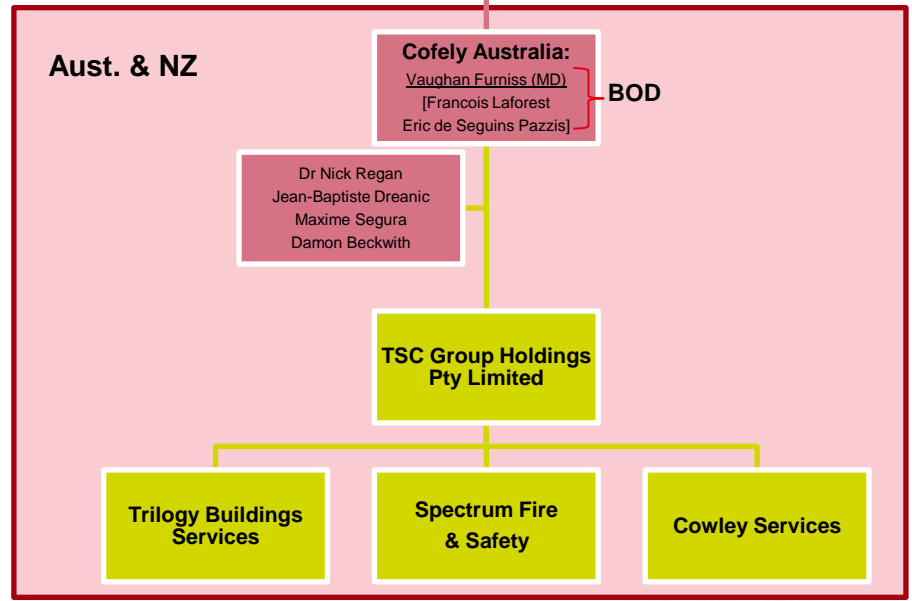 Aust. & NZ
Cofely Australia:
Vaughan Furniss (MD)
[Francois Laforest
Eric de Seguins Pazzis]
BOD
Dr Nick Regan
Jean-Baptiste Dreanic
Maxime Segura
Damon Beckwith
TSC Group Holdings
Pty Limited
Trilogy Buildings
Services
Spectrum Fire
& Safety
Cowley Services